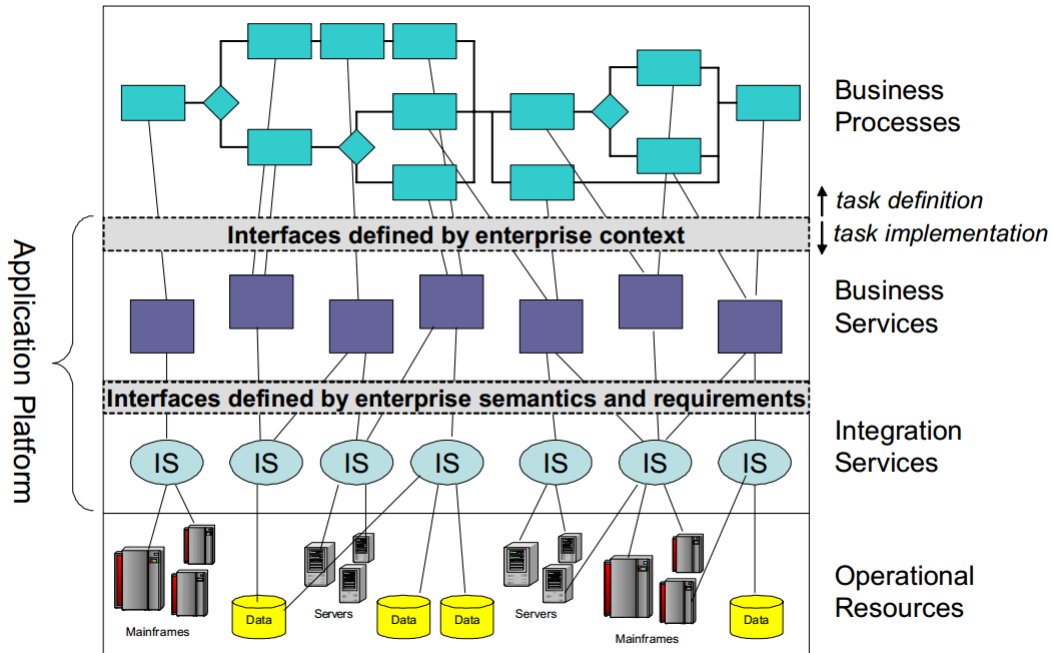 Business
Processes
task definition
task implementation
Interfaces defined by enterprise context
Application Platform
Business
Services
Interfaces defined by enterprise semantics and requirements
Integration
Services
IS
IS
IS
IS
IS
IS
IS
Operational
Resources
Mainframes
Data
Servers
Data
Data
Servers
Mainframes
Data